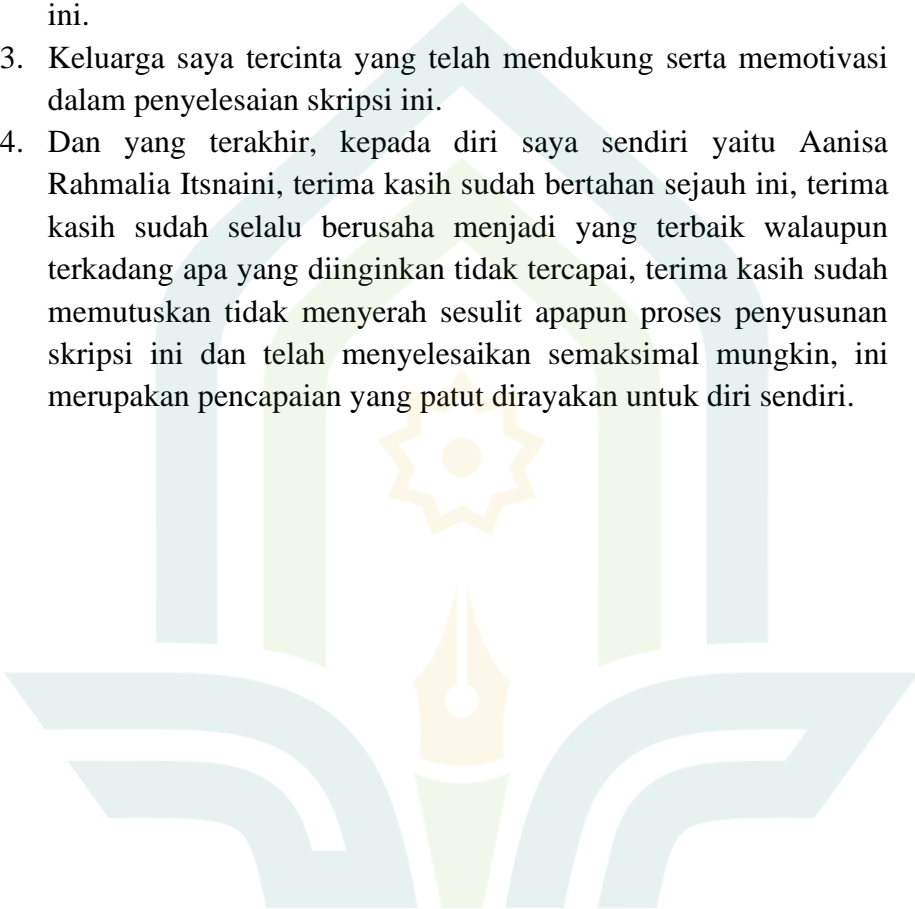 ini.
3. Keluarga saya tercinta yang telah mendukung serta memotivasi
dalam penyelesaian skripsi ini.
4. Dan yang terakhir, kepada diri saya sendiri yaitu Aanisa
Rahmalia Itsnaini, terima kasih sudah bertahan sejauh ini, terima
kasih sudah selalu berusaha menjadi yang terbaik walaupun
terkadang apa yang diinginkan tidak tercapai, terima kasih sudah
memutuskan tidak menyerah sesulit apapun proses penyusunan
skripsi ini dan telah menyelesaikan semaksimal mungkin, ini
merupakan pencapaian yang patut dirayakan untuk diri sendiri.